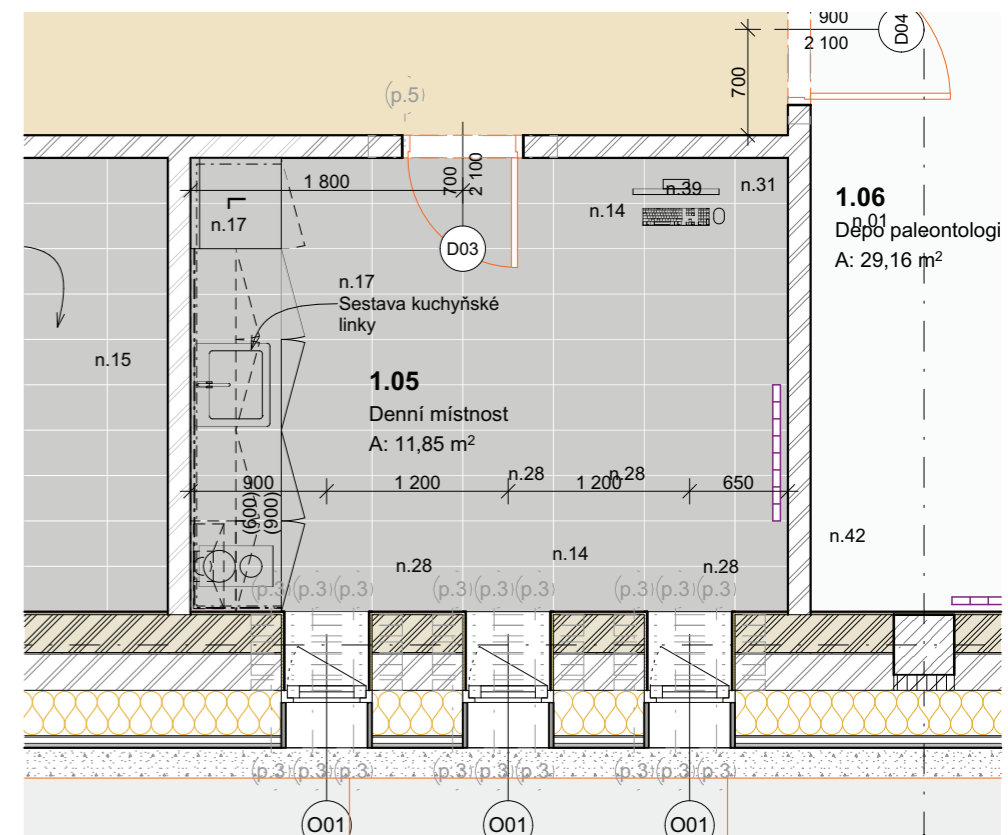 900
2 100
D04
700
(p.5)
1 800
700
2 100
n.39
n.31
n.14
L
n.17
D03
1.06
n.01
Depo paleontologi
A: 29,16 m²
n.17
Sestava kuchyňské
linky
n.15
1.05
Denní místnost
A: 11,85 m²
n.28
n.28
900
1 200
1 200
650
(600)
(900)
n.42
n.28
n.14
n.28
(p.3)(p.3)(p.3)
(p.3)(p.3)(p.3)
(p.3)(p.3)(p.3)
(p.3)(p.3)(p.3)
(p.3)(p.3)(p.3)
(p.3)(p.3)(p.3)
O01
O01
O01